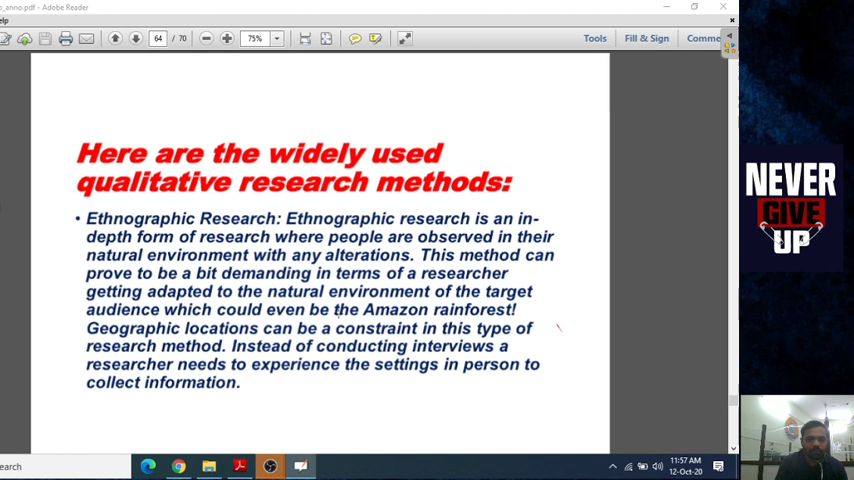 o_anno.pdf - Adobe Reader
elp
64 / 70
75%
Tools
Fill & Sign
Comme
Here are the widely used
qualitative research methods:
• Ethnographic Research: Ethnographic research is an in-
depth form of research where people are observed in their
natural environment with any alterations. This method can
prove to be a bit demanding in terms of a researcher
getting adapted to the natural environment of the target
audience which could even be the Amazon rainforest!
Geographic locations can be a constraint in this type of
research method. Instead of conducting interviews a
researcher needs to experience the settings in person to
collect information.
NEVER
GIVE
UP
earch
11:57 AM
12-Oct-20